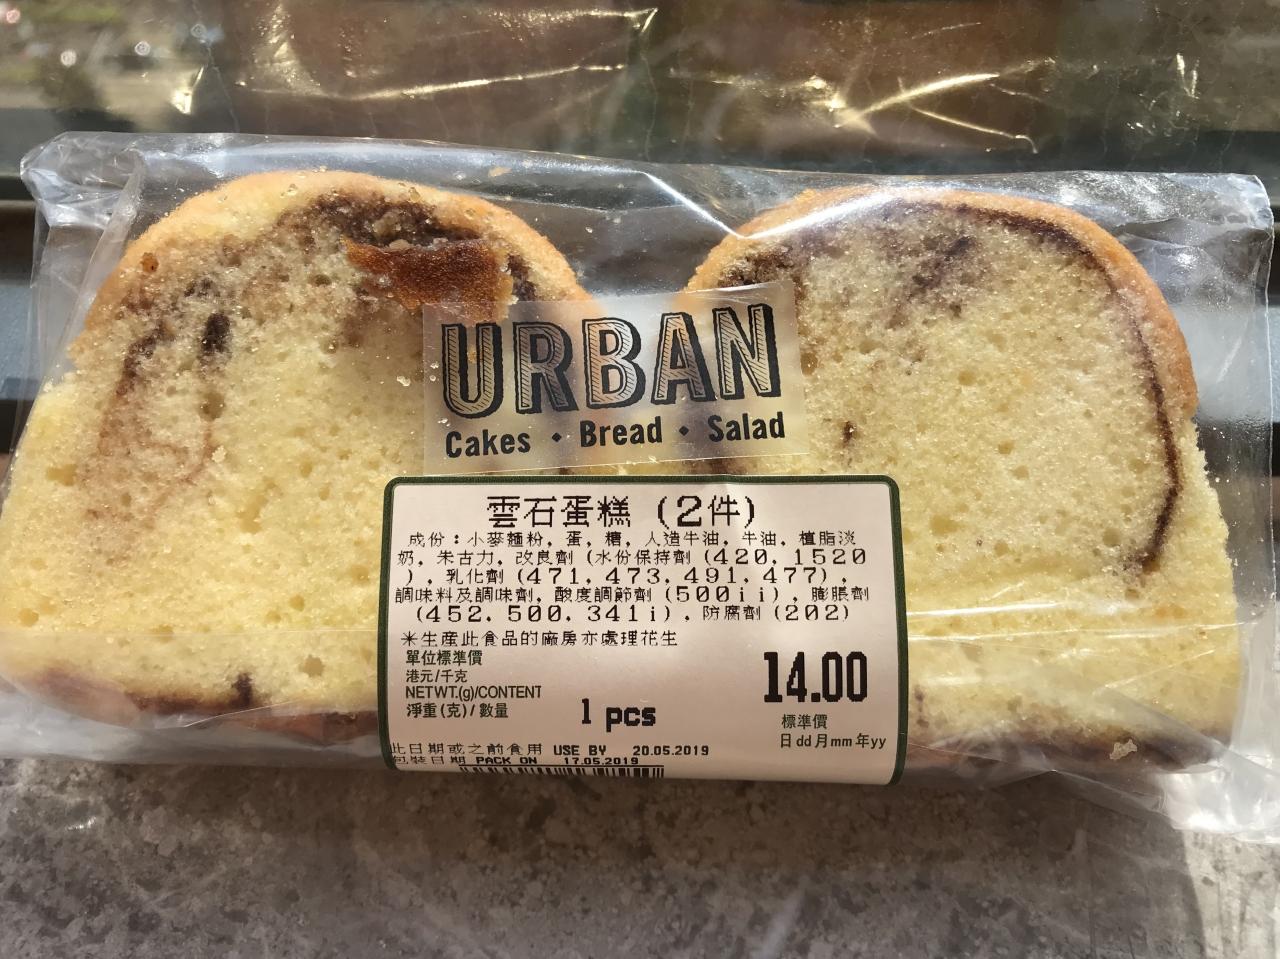 URBAN
Cakes · Bread · Salad
雲石蛋糕 (2件)
成份：小麥麵粉, 蛋, 糖, 人造牛油, 牛油, 植脂淡
奶, 朱古力, 改良劑 (水份保持劑 (420, 1520
), 乳化劑 (471, 473, 491, 477),
調味料及調味劑, 酸度調節劑 (500ii), 膨脹劑
(452, 500, 341i), 防腐劑 (202)
*生產此食品的廠房亦處理花生
單位標準價
港元/千克
NETWT.(g)/CONTENT
淨重(克)/數量
1 pcs
14.00
標準價
日dd月mm年yy
此日期或之前食用 USE BY 20.05.2019
包裝日期 PACK ON 17.05.2019